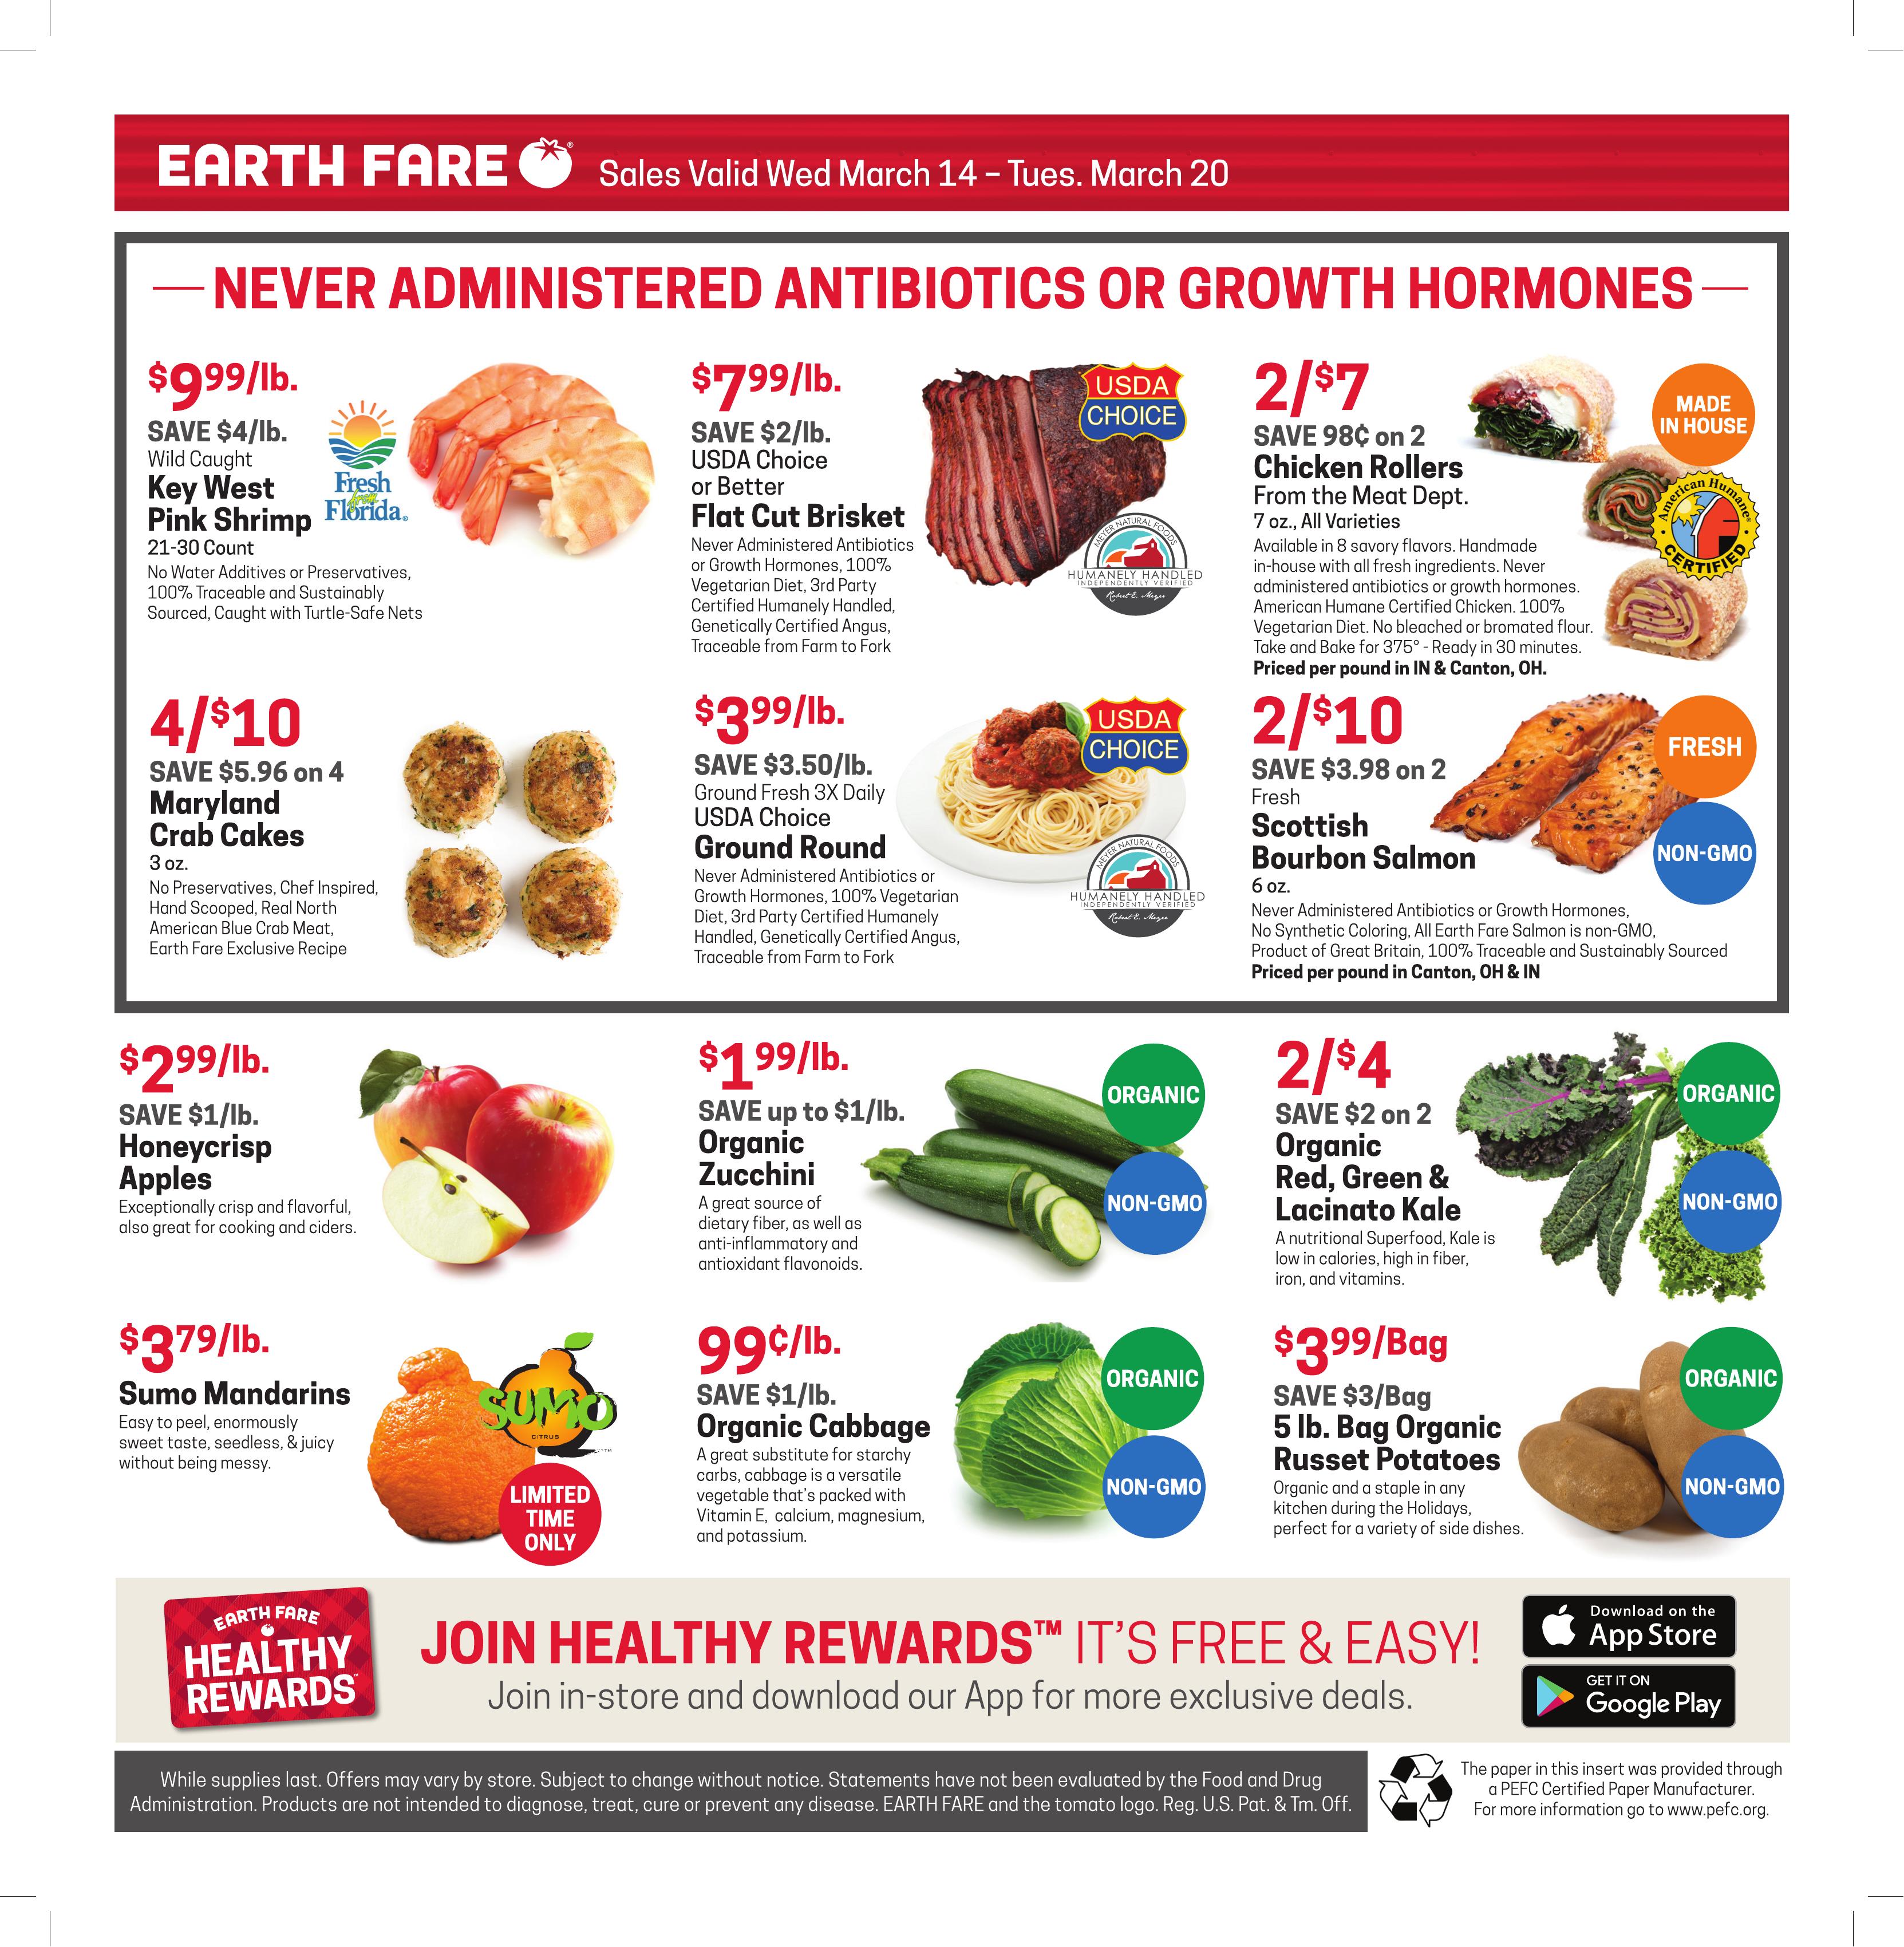 EARTH FARE® Sales Valid Wed March 14 – Tues. March 20
NEVER ADMINISTERED ANTIBIOTICS OR GROWTH HORMONES
$9 99/lb.
SAVE $4/lb.
Wild Caught
Key West
Pink Shrimp
21-30 Count
No Water Additives or Preservatives,
100% Traceable and Sustainably
Sourced, Caught with Turtle-Safe Nets
Fresh
from
Florida®
$7 99/lb.
SAVE $2/lb.
USDA Choice
or Better
Flat Cut Brisket
Never Administered Antibiotics
or Growth Hormones, 100%
Vegetarian Diet, 3rd Party
Certified Humanely Handled,
Genetically Certified Angus,
Traceable from Farm to Fork
USDA
CHOICE
MEYER NATURAL FOODS
HUMANELY HANDLED
INDEPENDENTLY VERIFIED
Robert E. Meyer
2/$7
SAVE 98¢ on 2
Chicken Rollers
From the Meat Dept.
7 oz., All Varieties
Available in 8 savory flavors. Handmade
in-house with all fresh ingredients. Never
administered antibiotics or growth hormones.
American Humane Certified Chicken. 100%
Vegetarian Diet. No bleached or bromated flour.
Take and Bake for 375° - Ready in 30 minutes.
Priced per pound in IN & Canton, OH.
MADE
IN HOUSE
American Humane®
CERTIFIED
4/$10
SAVE $5.96 on 4
Maryland
Crab Cakes
3 oz.
No Preservatives, Chef Inspired,
Hand Scooped, Real North
American Blue Crab Meat,
Earth Fare Exclusive Recipe
$3 99/lb.
SAVE $3.50/lb.
Ground Fresh 3X Daily
USDA Choice
Ground Round
Never Administered Antibiotics or
Growth Hormones, 100% Vegetarian
Diet, 3rd Party Certified Humanely
Handled, Genetically Certified Angus,
Traceable from Farm to Fork
USDA
CHOICE
MEYER NATURAL FOODS
HUMANELY HANDLED
INDEPENDENTLY VERIFIED
Robert E. Meyer
2/$10
SAVE $3.98 on 2
Fresh
Scottish
Bourbon Salmon
6 oz.
Never Administered Antibiotics or Growth Hormones,
No Synthetic Coloring, All Earth Fare Salmon is non-GMO,
Product of Great Britain, 100% Traceable and Sustainably Sourced
Priced per pound in Canton, OH & IN
FRESH
NON-GMO
$2 99/lb.
SAVE $1/lb.
Honeycrisp
Apples
Exceptionally crisp and flavorful,
also great for cooking and ciders.
$1 99/lb.
SAVE up to $1/lb.
Organic
Zucchini
A great source of
dietary fiber, as well as
anti-inflammatory and
antioxidant flavonoids.
ORGANIC
NON-GMO
2/$4
SAVE $2 on 2
Organic
Red, Green &
Lacinato Kale
A nutritional Superfood, Kale is
low in calories, high in fiber,
iron, and vitamins.
ORGANIC
NON-GMO
$3 79/lb.
Sumo Mandarins
Easy to peel, enormously
sweet taste, seedless, & juicy
without being messy.
SUMO
CITRUS
TM
LIMITED
TIME
ONLY
99¢/lb.
SAVE $1/lb.
Organic Cabbage
A great substitute for starchy
carbs, cabbage is a versatile
vegetable that's packed with
Vitamin E, calcium, magnesium,
and potassium.
ORGANIC
NON-GMO
$3 99/Bag
SAVE $3/Bag
5 lb. Bag Organic
Russet Potatoes
Organic and a staple in any
kitchen during the Holidays,
perfect for a variety of side dishes.
ORGANIC
NON-GMO
EARTH FARE
HEALTHY
REWARDS™
JOIN HEALTHY REWARDS™ IT'S FREE & EASY!
Join in-store and download our App for more exclusive deals.
Download on the
App Store
GET IT ON
Google Play
While supplies last. Offers may vary by store. Subject to change without notice. Statements have not been evaluated by the Food and Drug
Administration. Products are not intended to diagnose, treat, cure or prevent any disease. EARTH FARE and the tomato logo. Reg. U.S. Pat. & Tm. Off.
The paper in this insert was provided through
a PEFC Certified Paper Manufacturer.
For more information go to www.pefc.org.